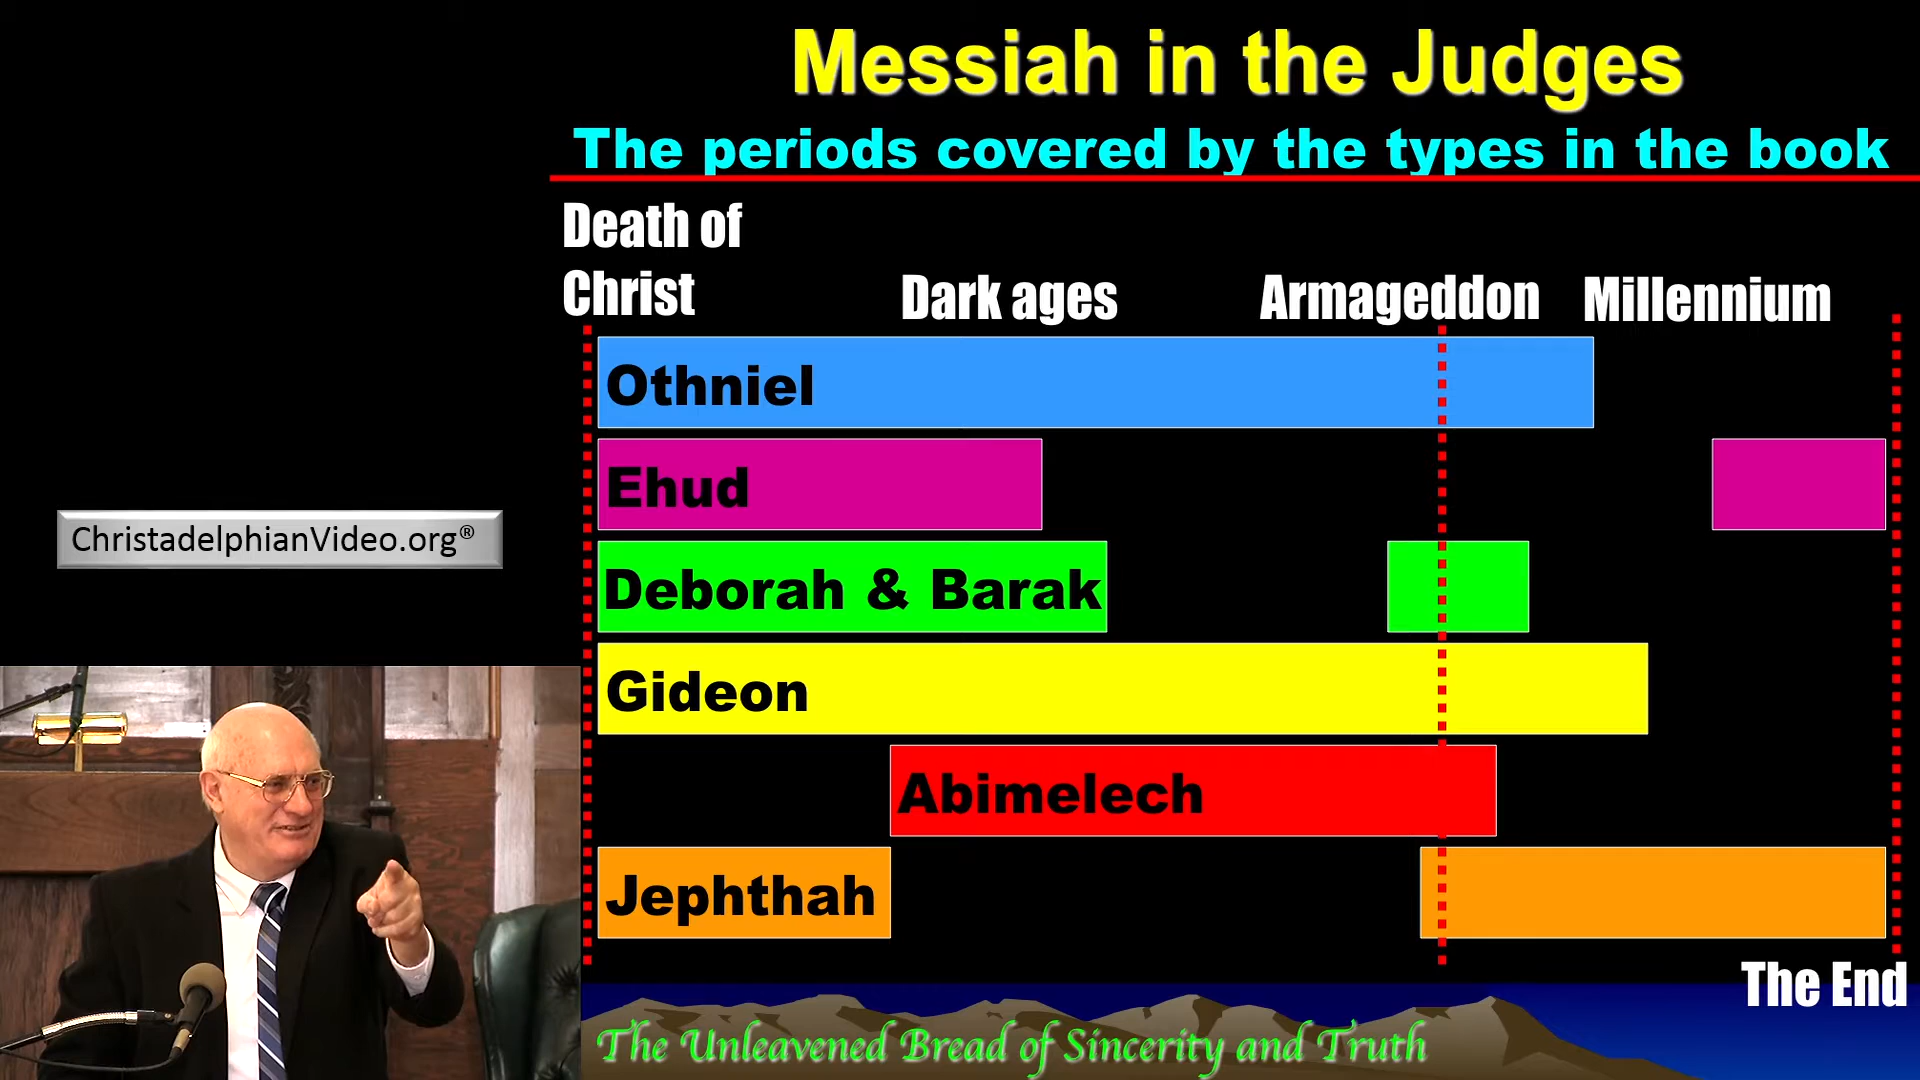 Messiah in the Judges
The periods covered by the types in the book
Death of
Christ
Dark ages
Armageddon
Millennium
Othniel
Ehud
Deborah & Barak
Gideon
Abimelech
Jephthah
The End
The Unleavened Bread of Sincerity and Truth
ChristadelphianVideo.org®